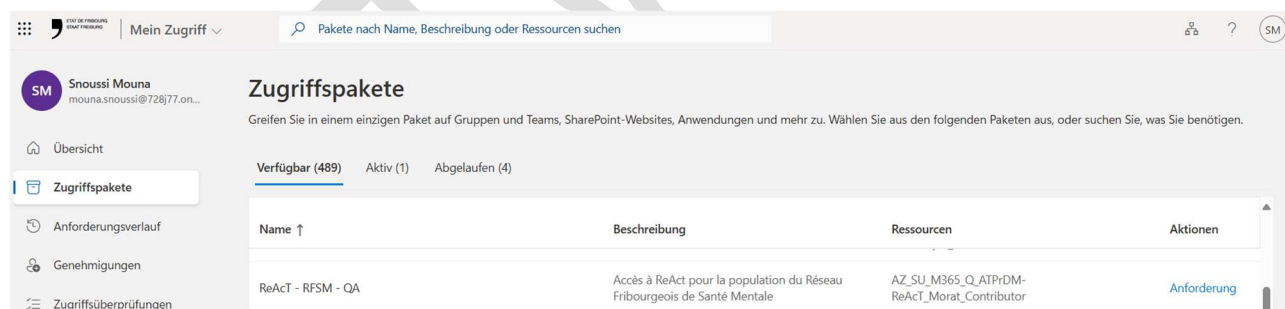 ETAT DE FRIBOURG
STAAT FREIBURG
Mein Zugriff
Pakete nach Name, Beschreibung oder Ressourcen suchen
?
SM
SM
Snoussi Mouna
mouna.snoussi@728j77.on...
Übersicht
Zugriffspakete
Anforderungsverlauf
Genehmigungen
Zugriffsüberprüfungen
Zugriffspakete
Greifen Sie in einem einzigen Paket auf Gruppen und Teams, SharePoint-Websites, Anwendungen und mehr zu. Wählen Sie aus den folgenden Paketen aus, oder suchen Sie, was Sie benötigen.
Verfügbar (489) Aktiv (1) Abgelaufen (4)
Name ↑ Beschreibung Ressourcen Aktionen
ReAcT - RFSM - QA Accès à ReAct pour la population du Réseau AZ_SU_M365_Q_ATPrDM- Anforderung
Fribourgeois de Santé Mentale ReAcT_Morat_Contributor